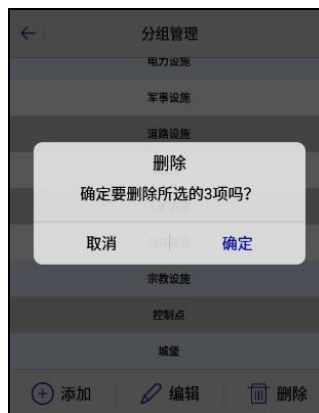 分组管理
电力设施
军事设施
道路设施
删除
确定要删除所选的3项吗?
取消 确定
宗教设施
控制点
城堡
添加 编辑 删除